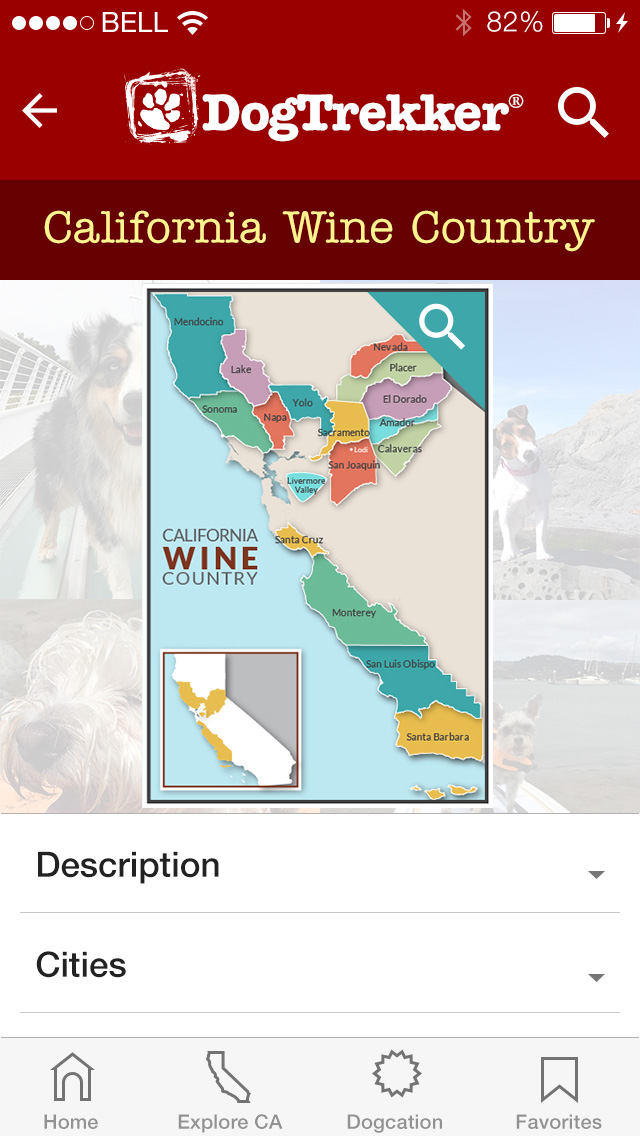 BELL 82%
DogTrekker®
California Wine Country
Mendocino
Nevada
Placer
Lake
El Dorado
Yolo
Sonoma
Napa
Amador
Sacramento
Calaveras
Lodi
San Joaquin
Livermore
Valley
CALIFORNIA
WINE
COUNTRY
Santa Cruz
Monterey
San Luis Obispo
Santa Barbara
Description
Cities
Home Explore CA Dogcation Favorites